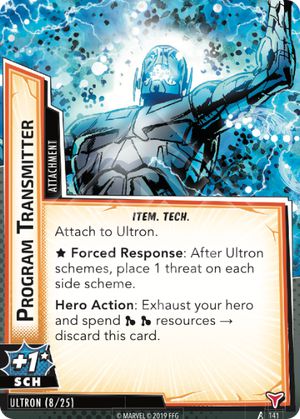 PROGRAM TRANSMITTER
ATTACHMENT
ITEM. TECH.
Attach to Ultron.
★ Forced Response: After Ultron
schemes, place 1 threat on each
side scheme.
Hero Action: Exhaust your hero
and spend resources →
discard this card.
+1★
SCH
ULTRON (8/25)
© MARVEL © 2019 FFG
141